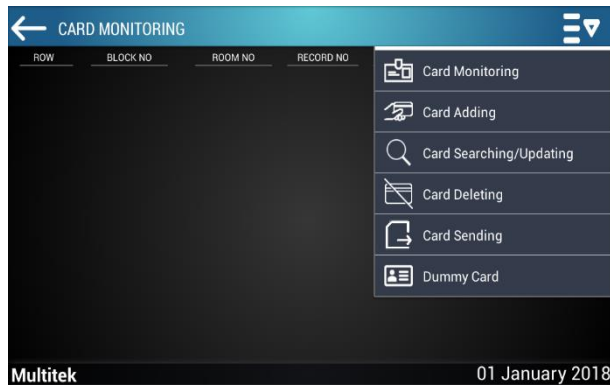 CARD MONITORING
ROW BLOCK NO ROOM NO RECORD NO
Card Monitoring
Card Adding
Card Searching/Updating
Card Deleting
Card Sending
Dummy Card
Multitek 01 January 2018